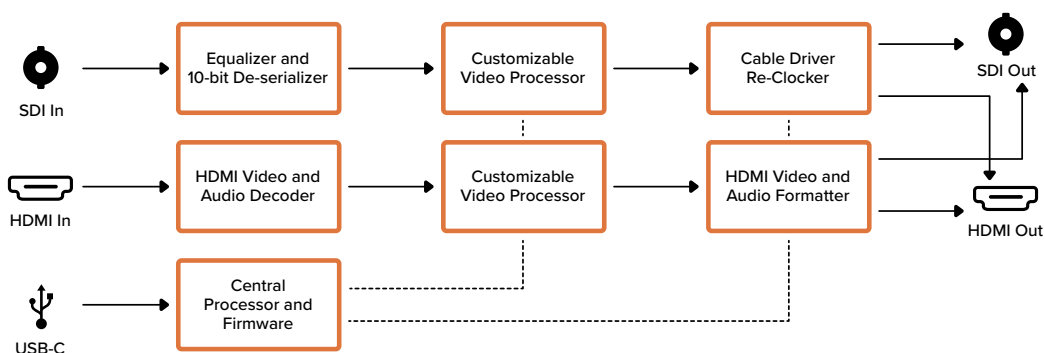 SDI In
Equalizer and
10-bit De-serializer
Customizable
Video Processor
Cable Driver
Re-Clocker
SDI Out
HDMI In
HDMI Video and
Audio Decoder
Customizable
Video Processor
HDMI Video and
Audio Formatter
HDMI Out
USB-C
Central
Processor and
Firmware